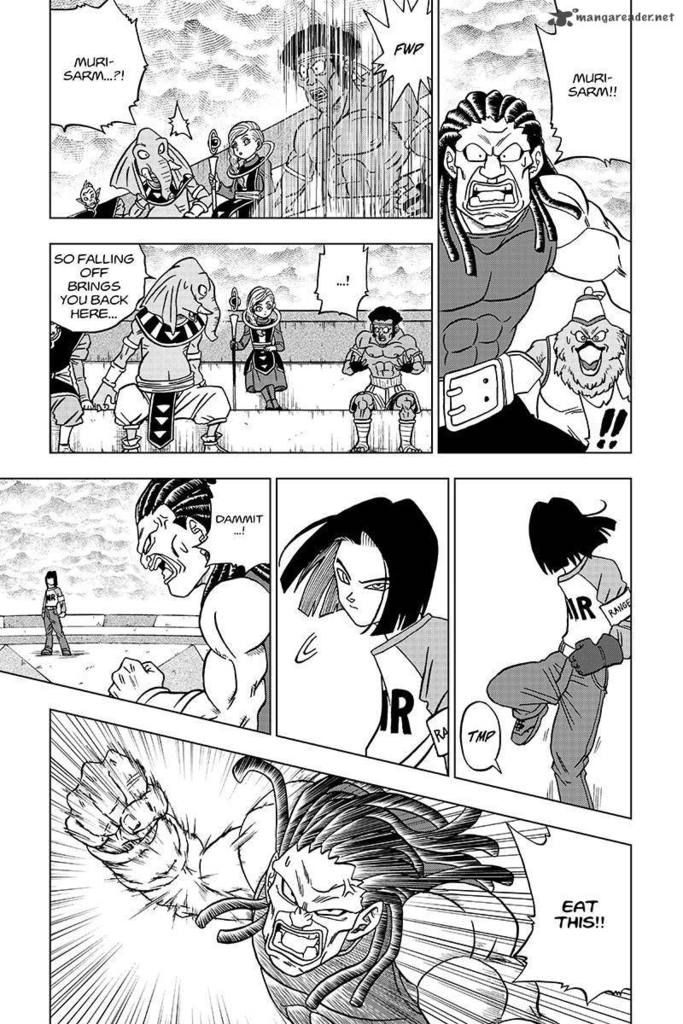 mangareader.net
MURI-
SARM!!
FWP
MURI-
SARM...?!
SO FALLING
OFF
BRINGS
YOU BACK
HERE...
...!
!!
DAMMIT
...!
MR
MR
RA
MR
RANGE
TMP
EAT
THIS!!